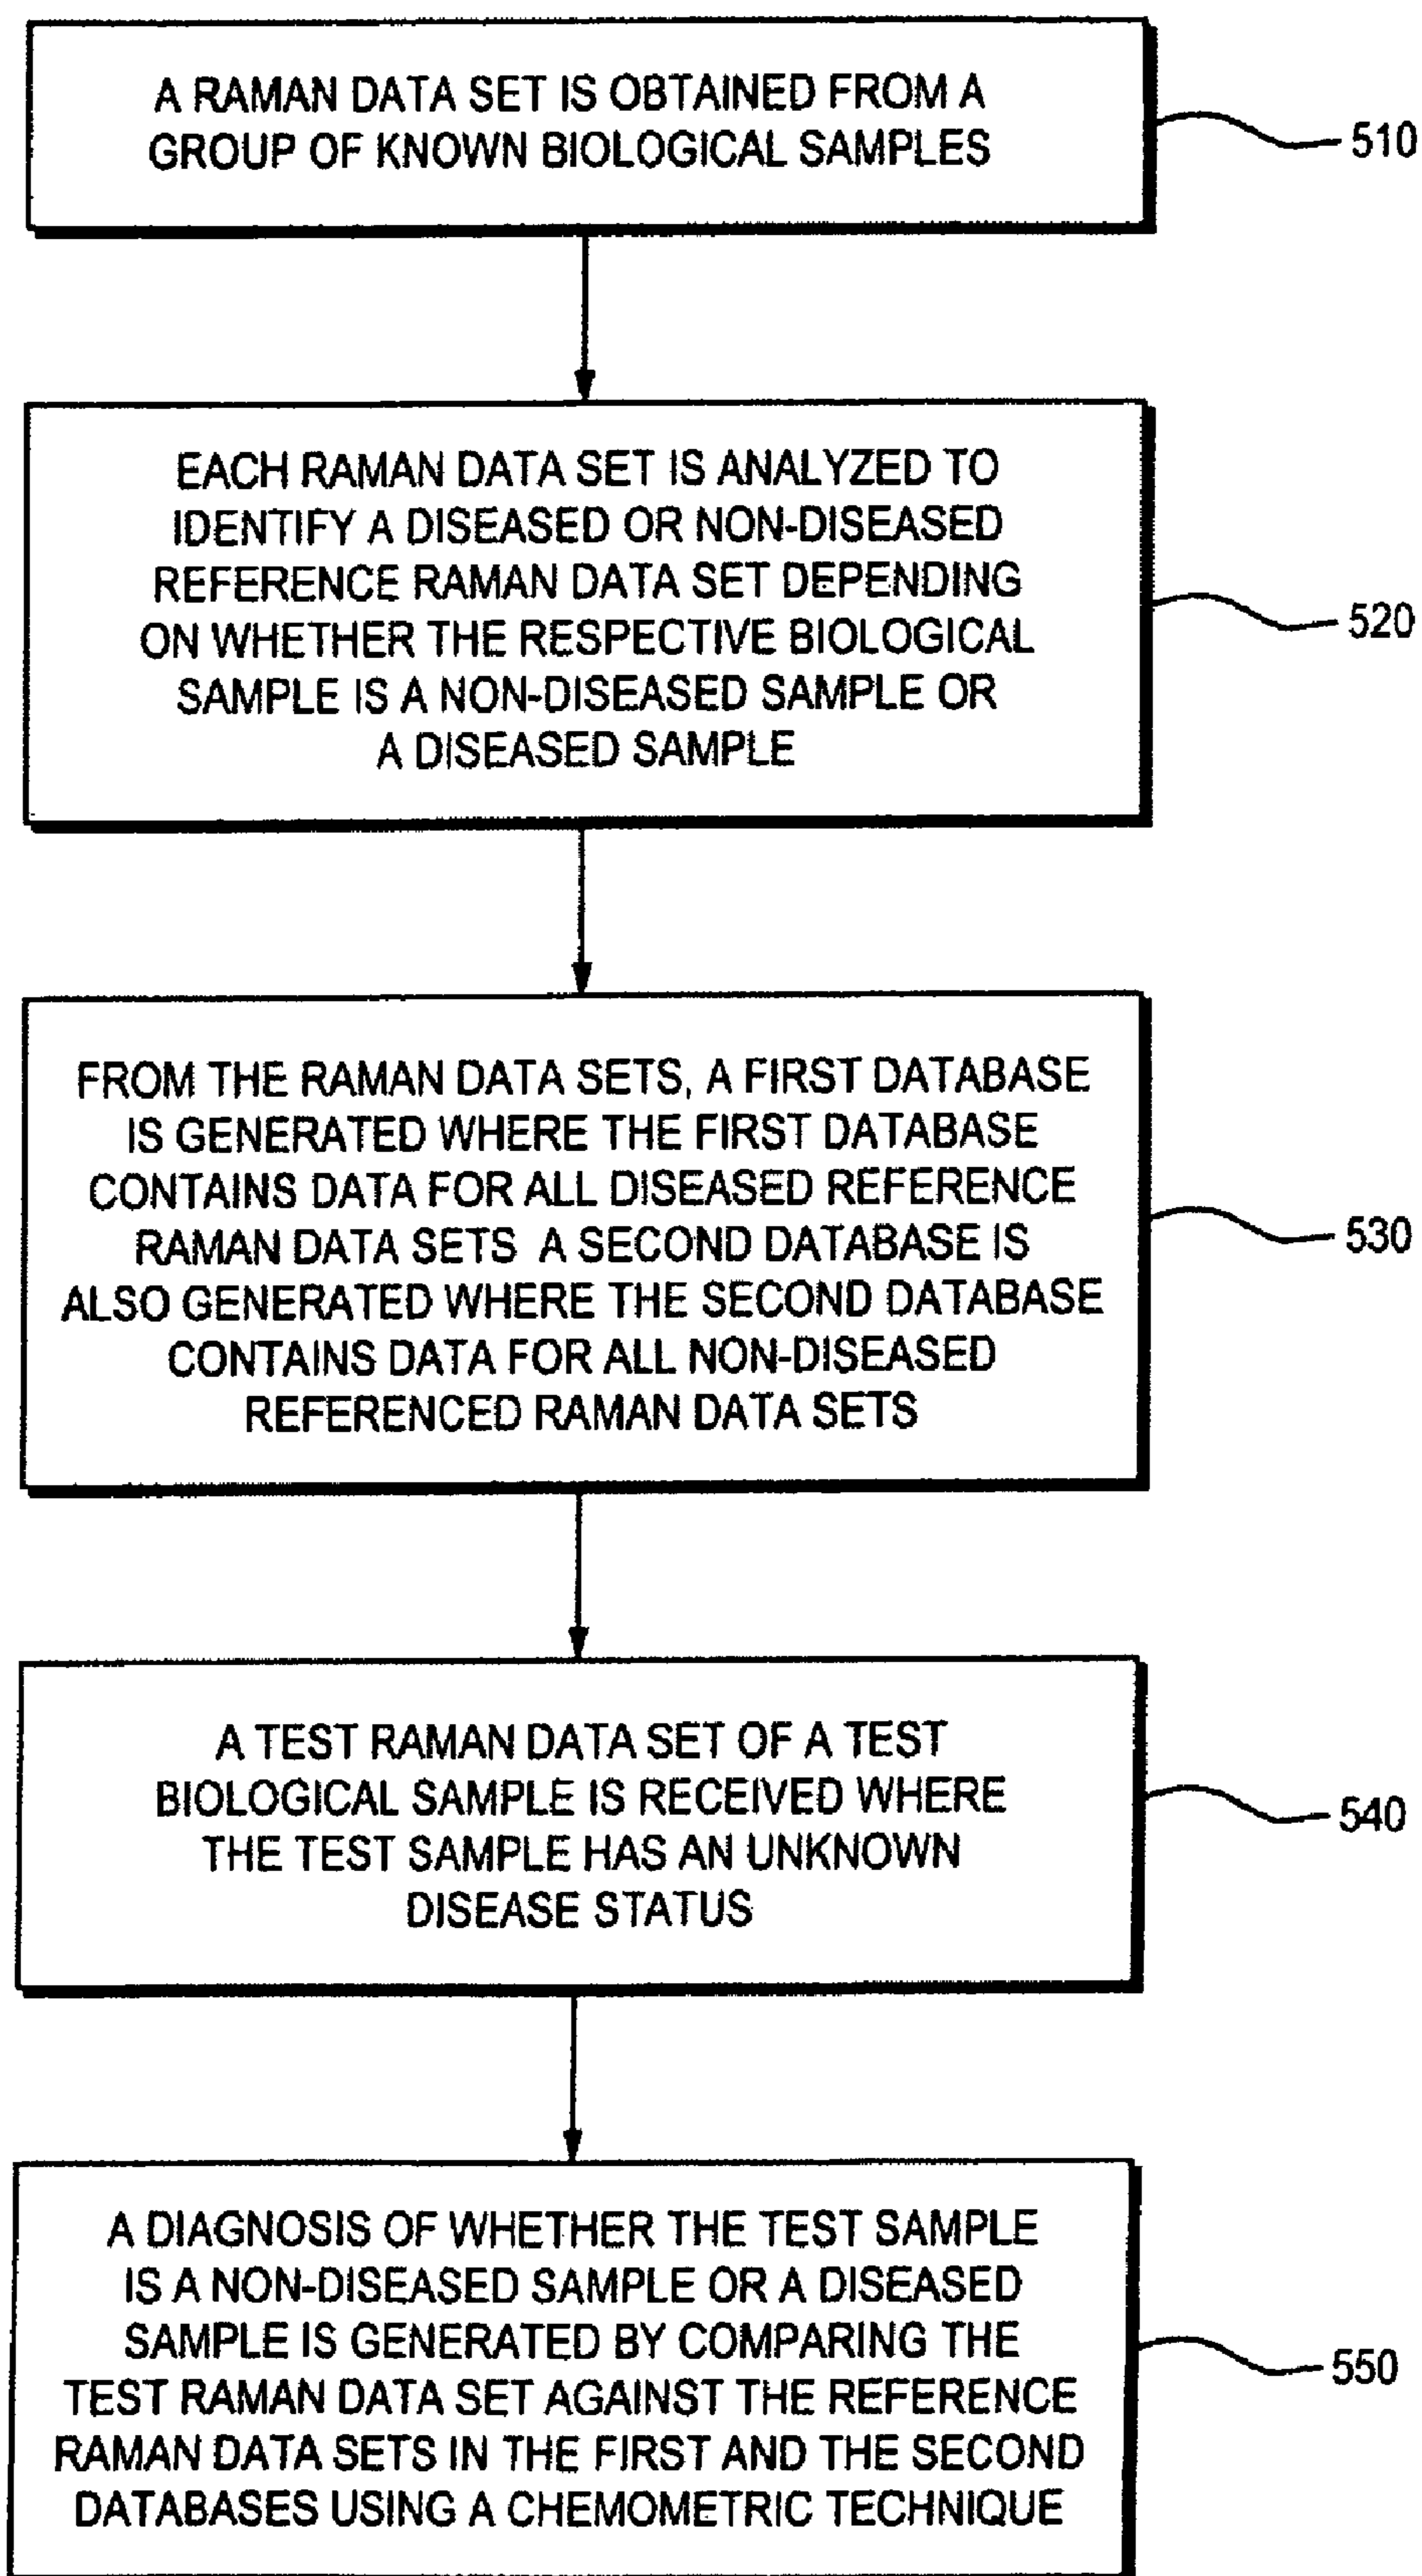 A RAMAN DATA SET IS OBTAINED FROM A
GROUP OF KNOWN BIOLOGICAL SAMPLES
510
EACH RAMAN DATA SET IS ANALYZED TO
IDENTIFY A DISEASED OR NON-DISEASED
REFERENCE RAMAN DATA SET DEPENDING
ON WHETHER THE RESPECTIVE BIOLOGICAL
SAMPLE IS A NON-DISEASED SAMPLE OR
A DISEASED SAMPLE
520
FROM THE RAMAN DATA SETS, A FIRST DATABASE
IS GENERATED WHERE THE FIRST DATABASE
CONTAINS DATA FOR ALL DISEASED REFERENCE
RAMAN DATA SETS A SECOND DATABASE IS
ALSO GENERATED WHERE THE SECOND DATABASE
CONTAINS DATA FOR ALL NON-DISEASED
REFERENCED RAMAN DATA SETS
530
A TEST RAMAN DATA SET OF A TEST
BIOLOGICAL SAMPLE IS RECEIVED WHERE
THE TEST SAMPLE HAS AN UNKNOWN
DISEASE STATUS
540
A DIAGNOSIS OF WHETHER THE TEST SAMPLE
IS A NON-DISEASED SAMPLE OR A DISEASED
SAMPLE IS GENERATED BY COMPARING THE
TEST RAMAN DATA SET AGAINST THE REFERENCE
RAMAN DATA SETS IN THE FIRST AND THE SECOND
DATABASES USING A CHEMOMETRIC TECHNIQUE
550